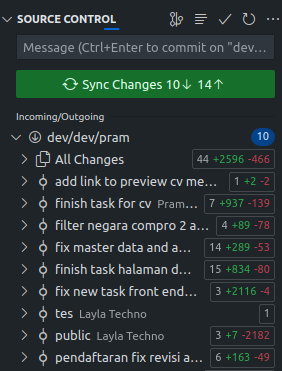 SOURCE CONTROL
Message (Ctrl+Enter to commit on "dev...
Sync Changes 10↓ 14↑
Incoming/Outgoing
dev/dev/pram 10
All Changes 44 +2596 -466
add link to preview cv me... 1 +2 -2
finish task for cv Pram... 7 +937 -139
filter negara compro 2 a... 4 +89 -78
fix master data and a... 14 +289 -53
finish task halaman d... 15 +834 -80
fix new task front end... 3 +2116 -4
tes Layla Techno 1
public Layla Techno 3 +7 -2182
pendaftaran fix revisi a... 6 +163 -49